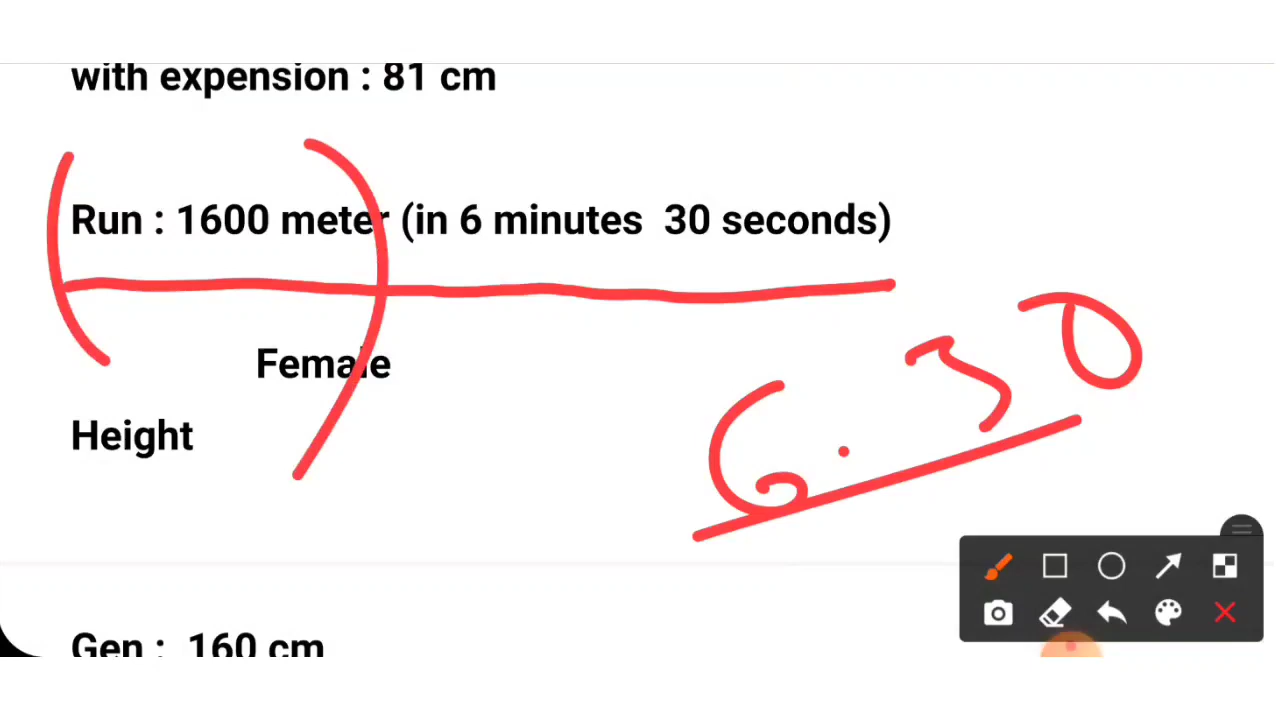 with expension : 81 cm
Run : 1600 meter (in 6 minutes 30 seconds)
Female
Height
6.30
Gen : 160 cm